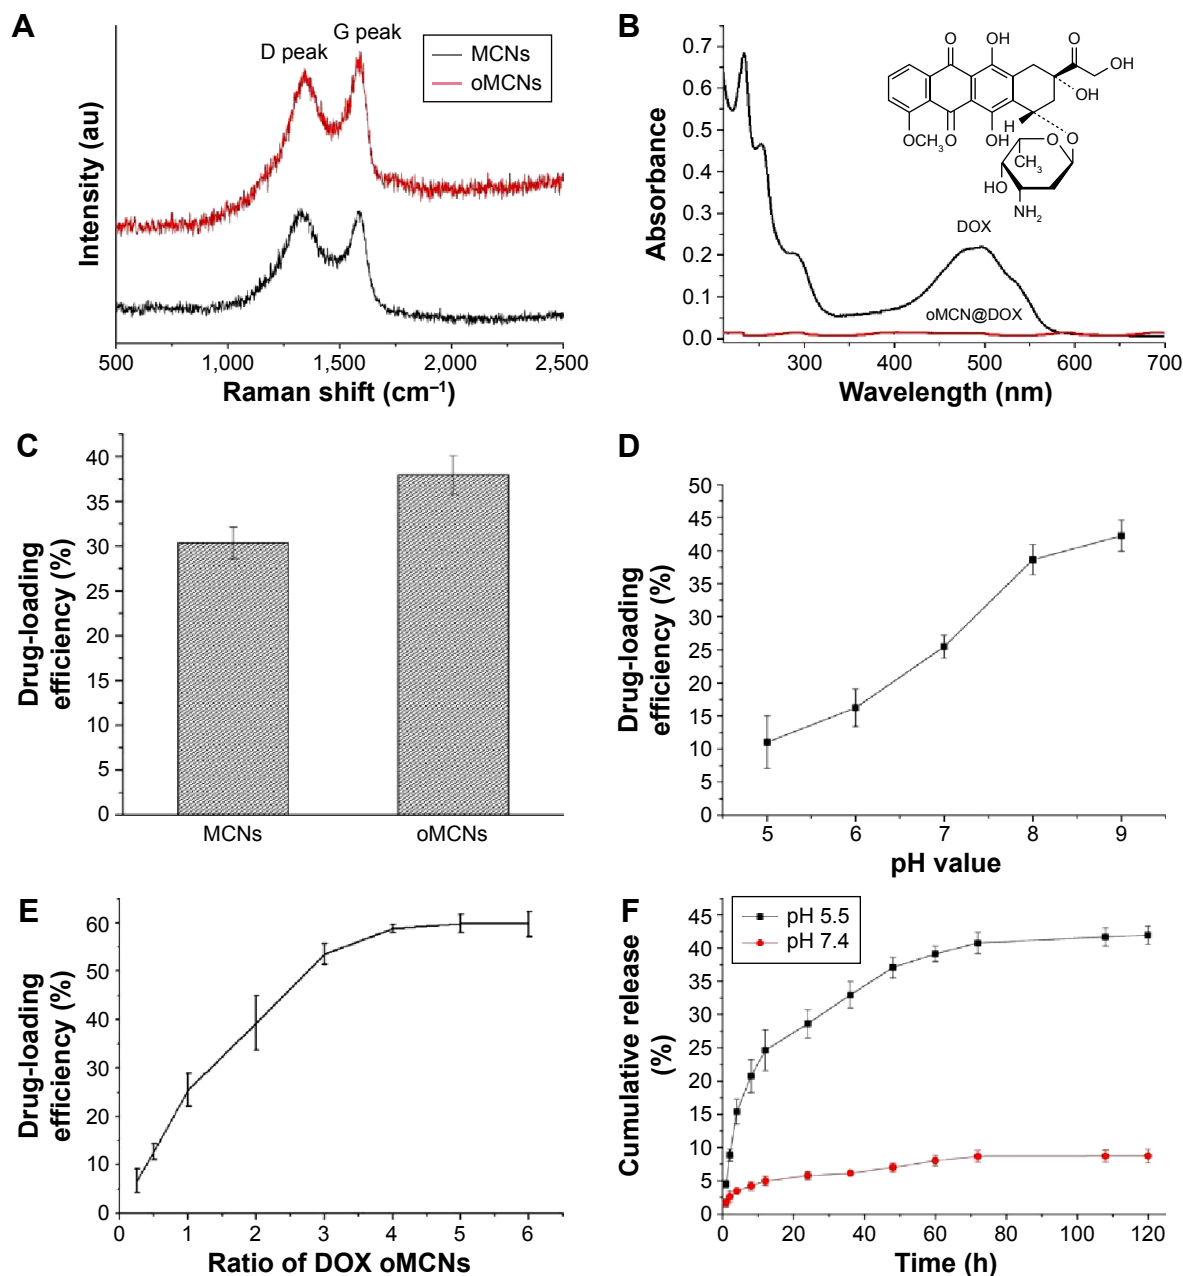 A
D peak
G peak
MCNs
oMCNs
Intensity (au)
500
1,000
1,500
2,000
2,500
Raman shift (cm⁻¹)
B
0.7
0.6
0.5
0.4
0.3
0.2
0.1
0.0
Absorbance
O
OH
O
OH
OH
OCH₃
O
OH
H
O
O
CH₃
HO
NH₂
DOX
oMCN@DOX
300
400
500
600
700
Wavelength (nm)
C
40
35
30
25
20
15
10
5
0
Drug-loading
efficiency (%)
MCNs
oMCNs
D
50
45
40
35
30
25
20
15
10
5
0
Drug-loading
efficiency (%)
5
6
7
8
9
pH value
E
60
50
40
30
20
10
0
Drug-loading
efficiency (%)
0
1
2
3
4
5
6
Ratio of DOX oMCNs
F
pH 5.5
pH 7.4
45
40
35
30
25
20
15
10
5
0
Cumulative release
(%)
0
20
40
60
80
100
120
Time (h)